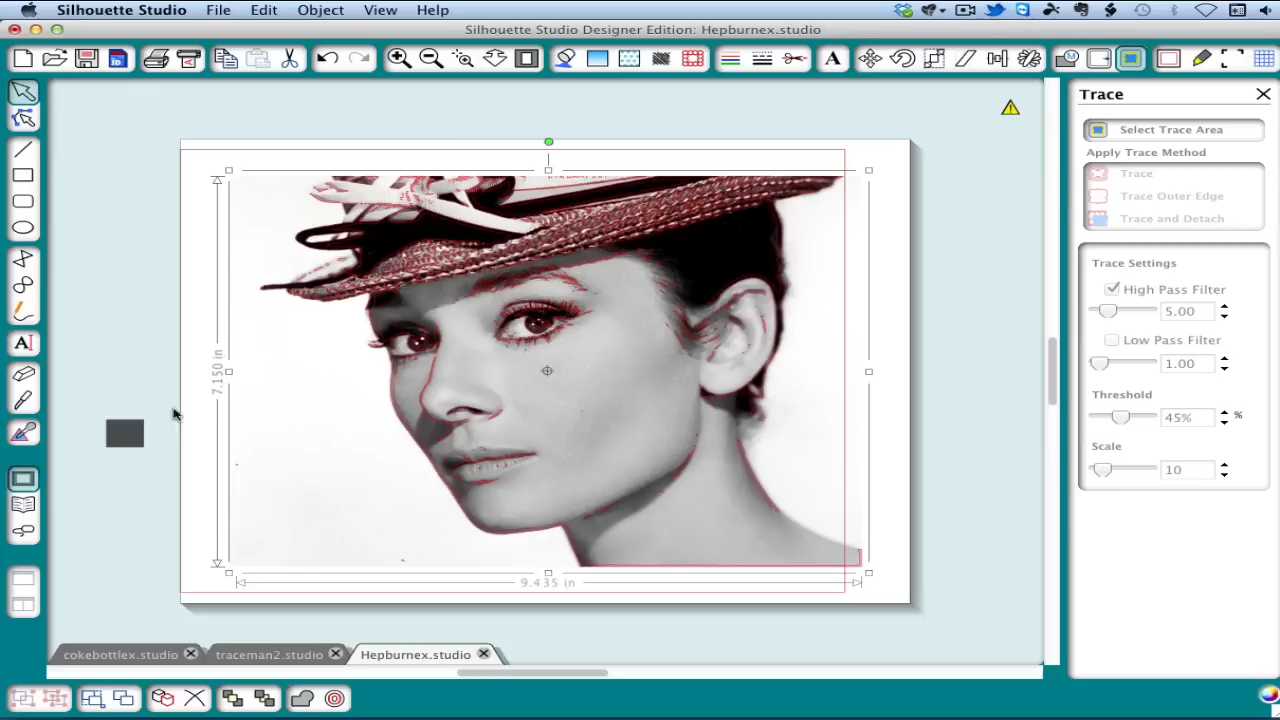 Silhouette Studio File Edit Object View Help
Silhouette Studio Designer Edition: Hepburnex.studio
Trace
Select Trace Area
Apply Trace Method
Trace
Trace Outer Edge
Trace and Detach
Trace Settings
High Pass Filter
5.00
Low Pass Filter
1.00
Threshold
45% %
Scale
10
7.150 in
9.435 in
cokebottlex.studio traceman2.studio Hepburnex.studio